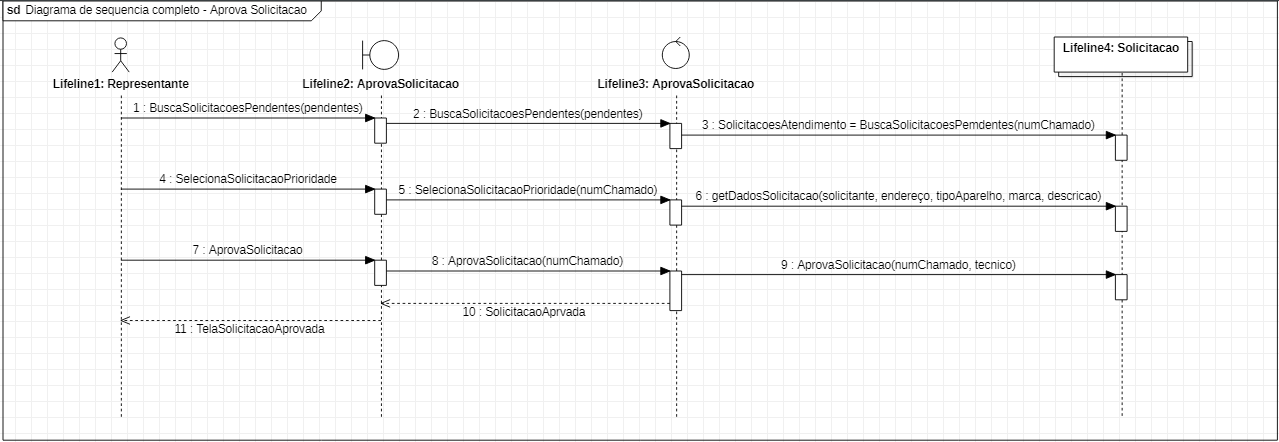 sd Diagrama de sequencia completo - Aprova Solicitacao
Lifeline1: Representante
Lifeline2: AprovaSolicitacao
Lifeline3: AprovaSolicitacao
Lifeline4: Solicitacao
1 : BuscaSolicitacoesPendentes(pendentes)
2 : BuscaSolicitacoesPendentes(pendentes)
3 : SolicitacoesAtendimento = BuscaSolicitacoesPemdentes(numChamado)
4 : SelecionaSolicitacaoPrioridade
5 : SelecionaSolicitacaoPrioridade(numChamado)
6 : getDadosSolicitacao(solicitante, endereço, tipoAparelho, marca, descricao)
7 : AprovaSolicitacao
8 : AprovaSolicitacao(numChamado)
9 : AprovaSolicitacao(numChamado, tecnico)
10 : SolicitacaoAprvada
11 : TelaSolicitacaoAprovada